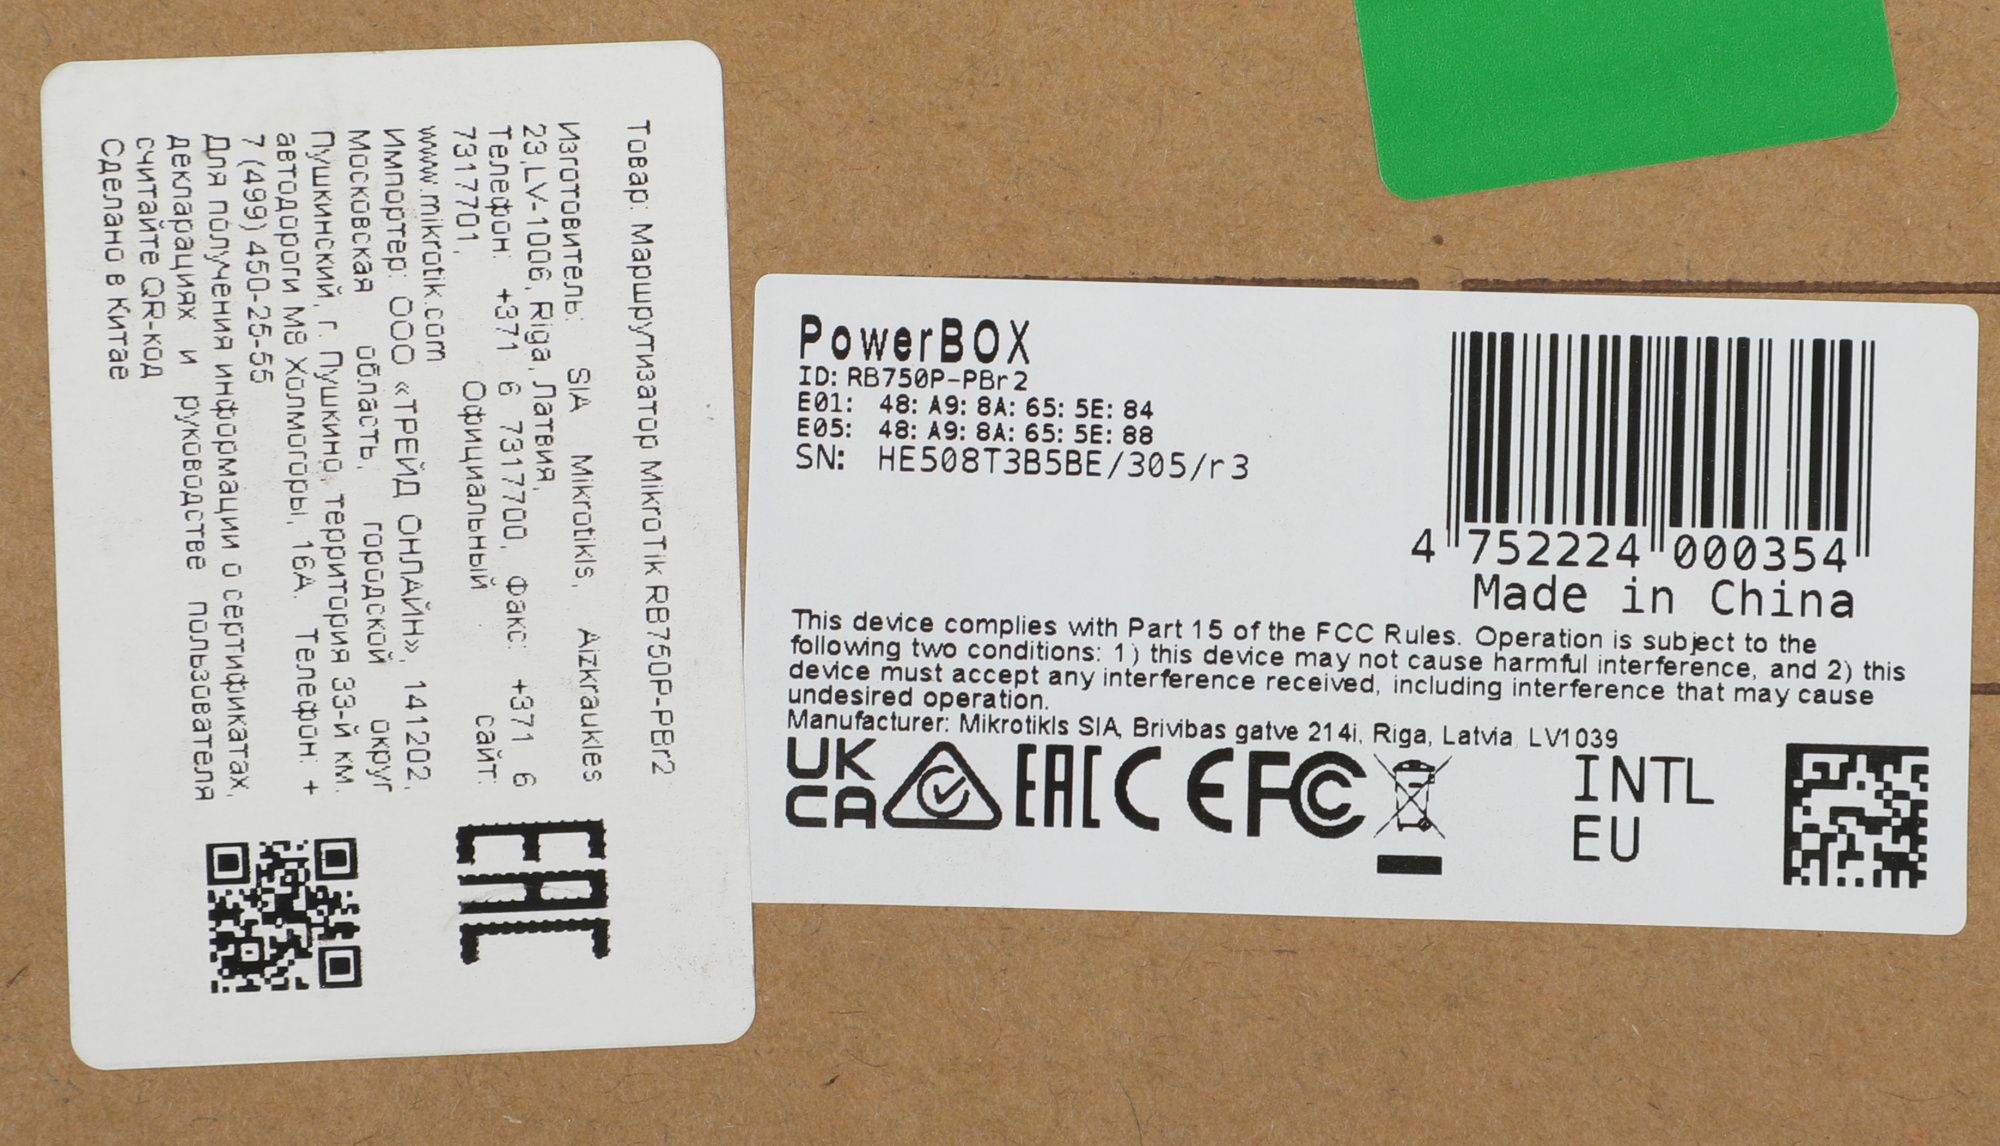 Товар: Маршрутизатор MikroTik RB750P-PBr2
Изготовитель: SIA Mikrotikls, Aizkraukles
23,LV-1006, Riga, Латвия,
Телефон: +371 6 7317700, Факс: +371 6
7317701, Официальный сайт:
www.mikrotik.com
Импортер: ООО «ТРЕЙД ОНЛАЙН», 141202,
Московская область, городской округ
Пушкинский, г. Пушкино, территория 33-й км.
автодороги М8 Холмогоры, 16А. Телефон: +
7 (499) 450-25-55
Для получения информации о сертификатах,
декларациях и руководстве пользователя
считайте QR-код
Сделано в Китае
EAC
PowerBOX
ID: RB750P-PBr2
E01: 48: A9: 8A: 65: 5E: 84
E05: 48: A9: 8A: 65: 5E: 88
SN: HE508T3B5BE/305/r3
4 752224 000354
Made in China
This device complies with Part 15 of the FCC Rules. Operation is subject to the
following two conditions: 1) this device may not cause harmful interference, and 2) this
device must accept any interference received, including interference that may cause
undesired operation.
Manufacturer: Mikrotikls SIA, Brivibas gatve 214i, Riga, Latvia LV1039
UK
CA EAC CE FC
INTL
EU